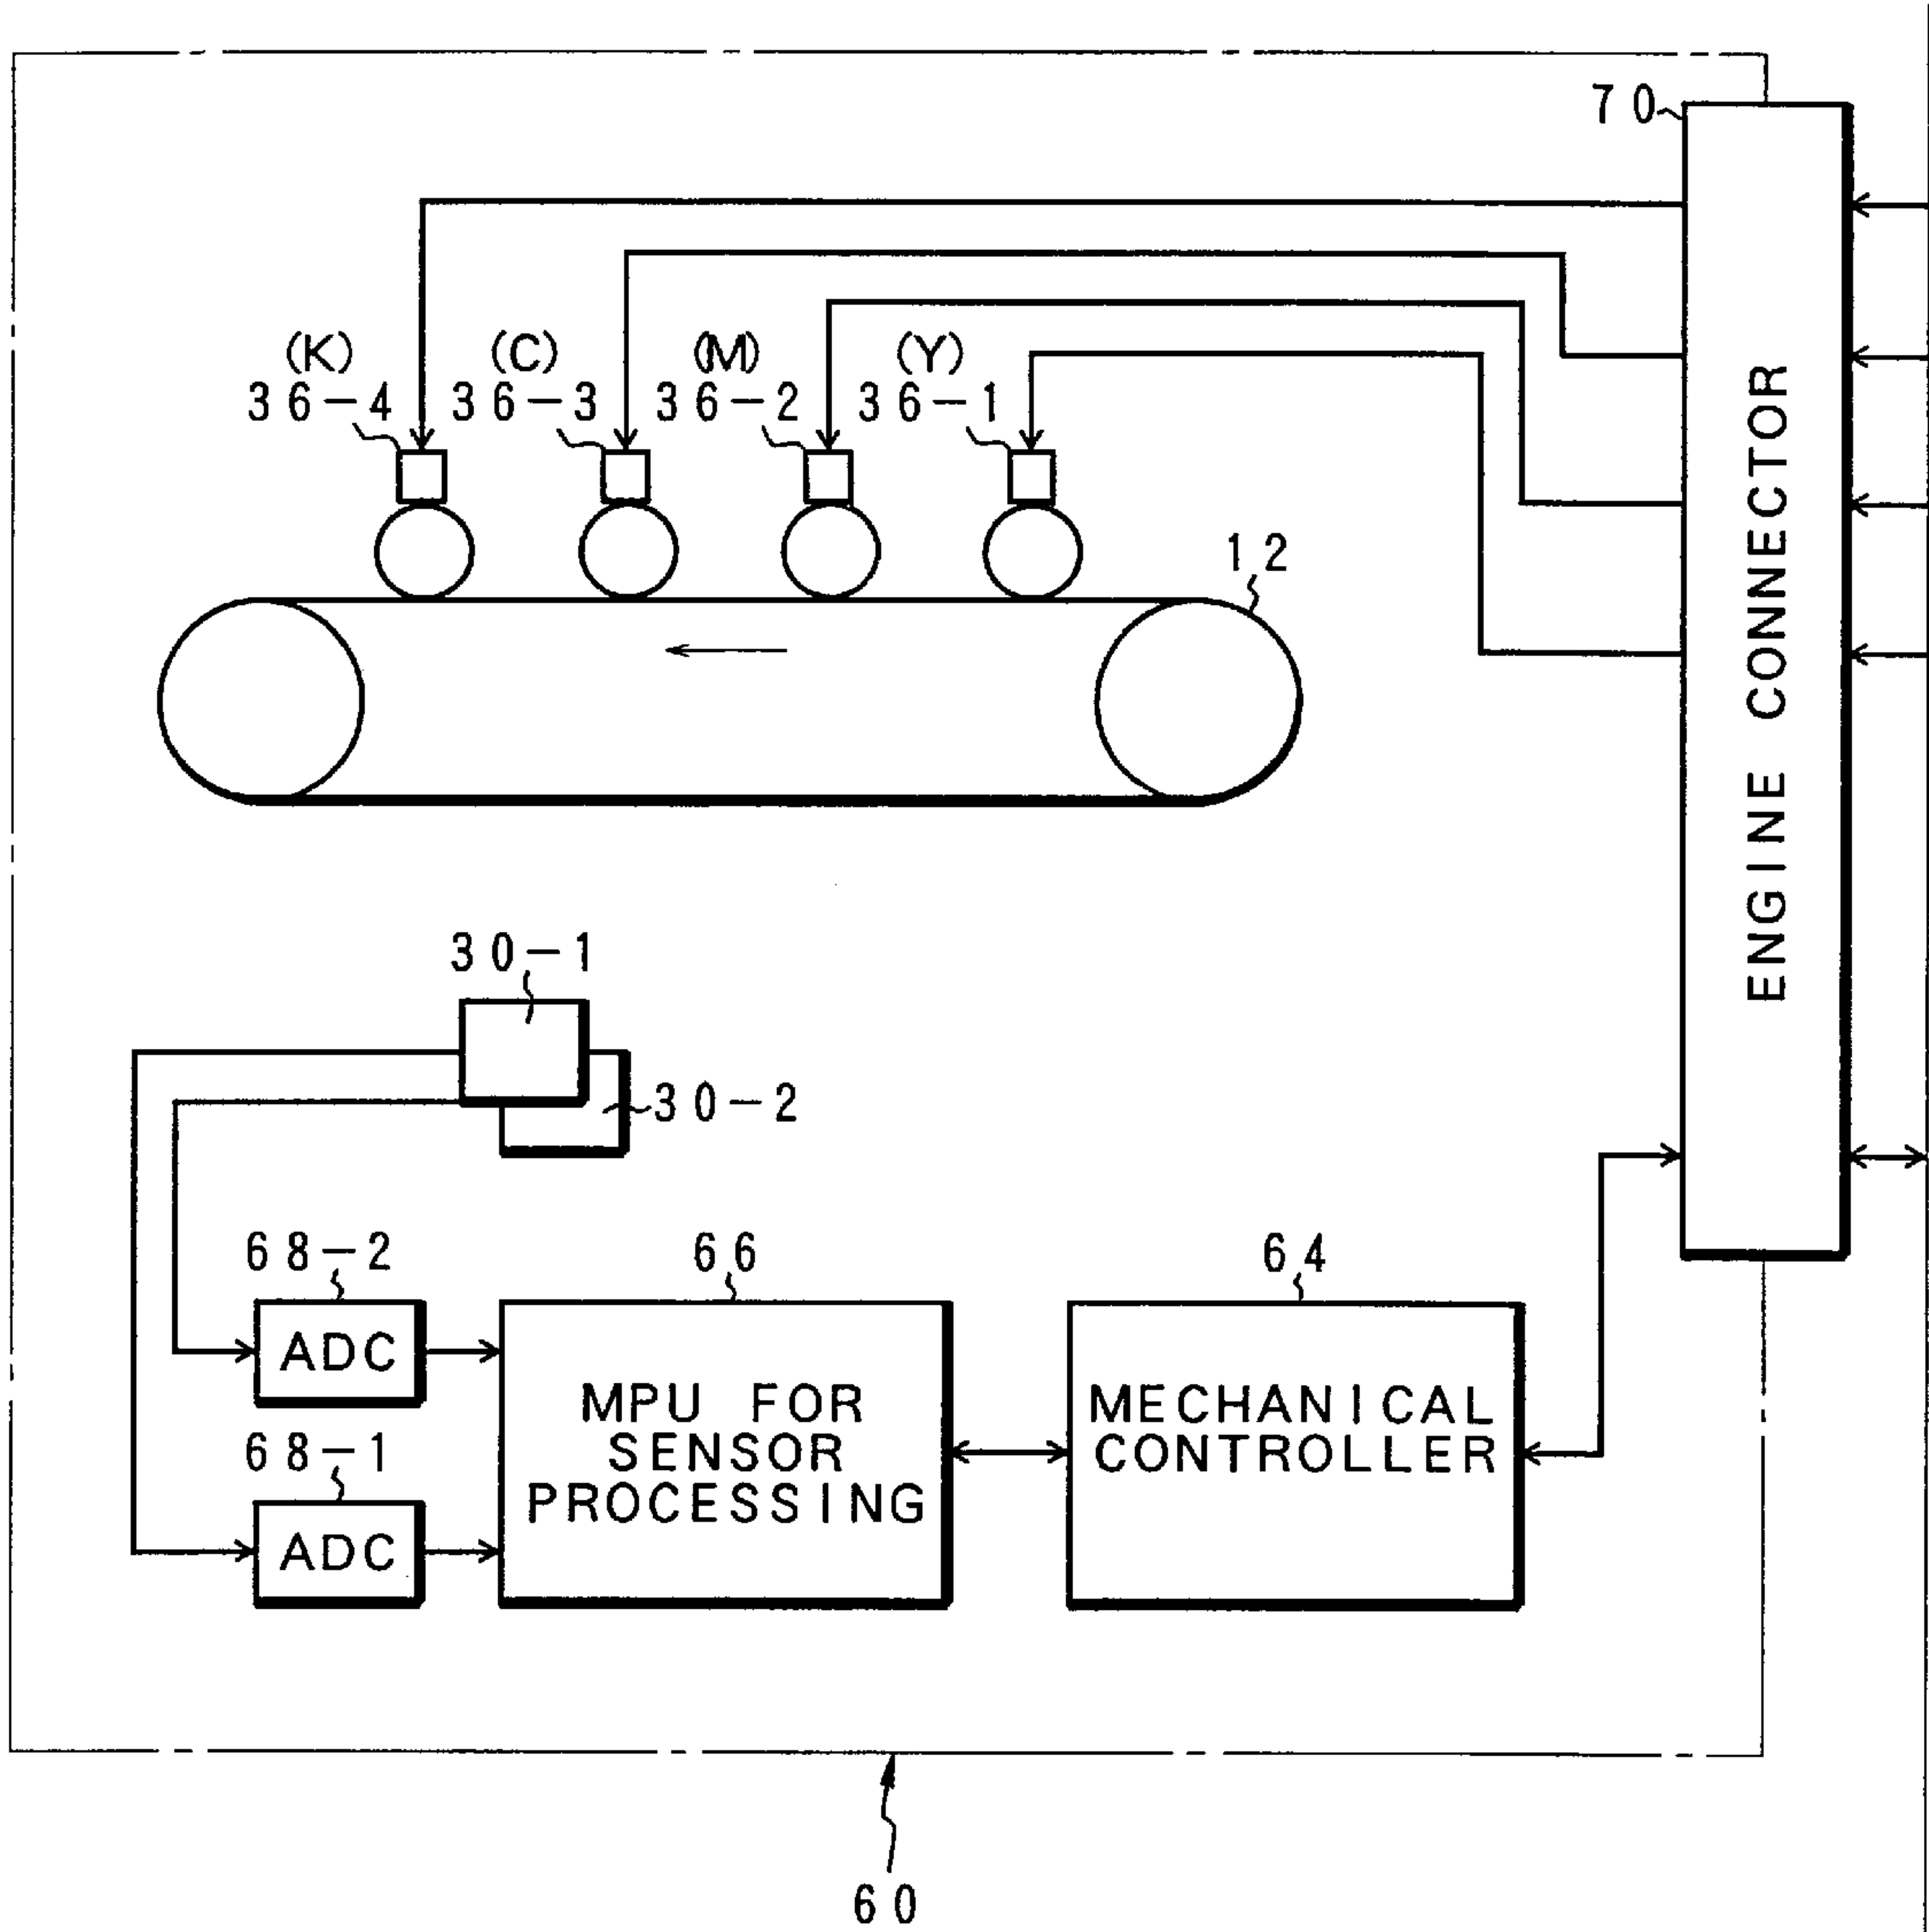 70
(K) (C) (M) (Y)
36-4 36-3 36-2 36-1
12
ENGINE CONNECTOR
30-1
30-2
68-2
66
64
ADC
MPU FOR
SENSOR
PROCESSING
MECHANICAL
CONTROLLER
68-1
ADC
60